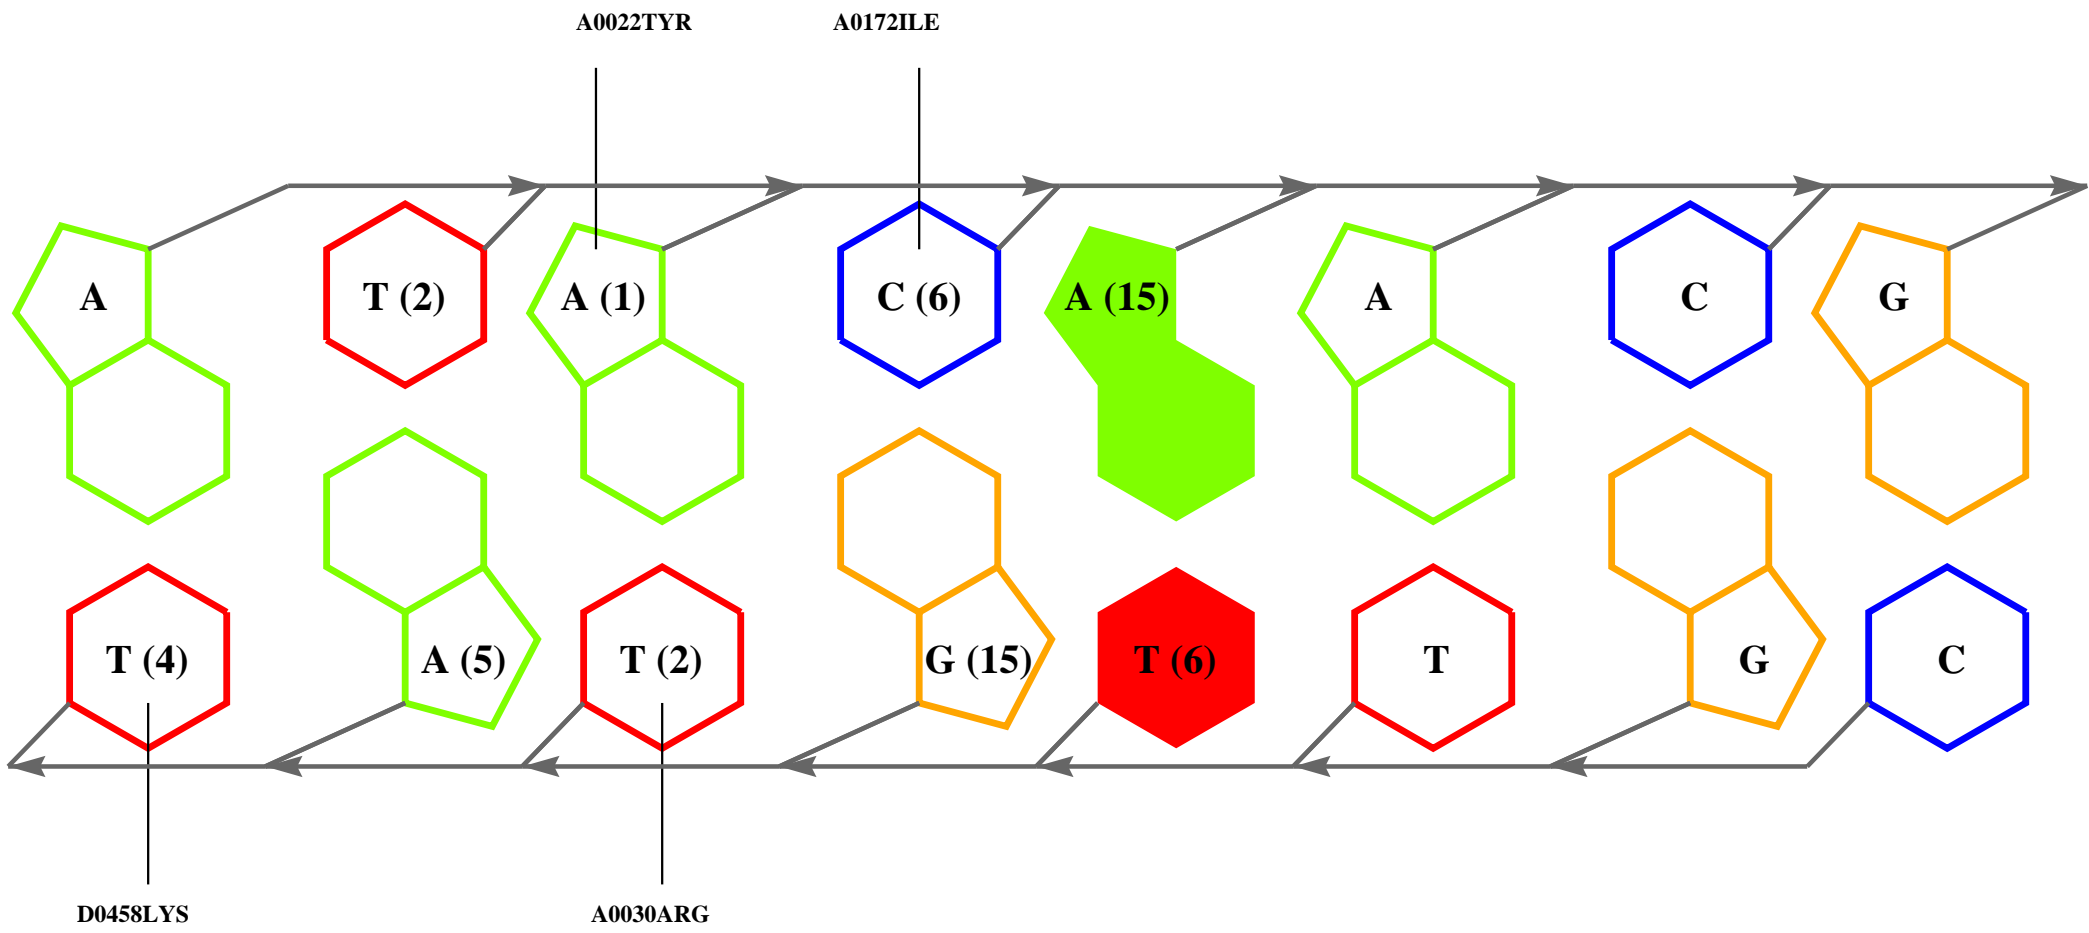 A0022TYR A0172ILE
A T (2) A (1) C (6) A (15) A C G
T (4) A (5) T (2) G (15) T (6) T G C
D0458LYS A0030ARG